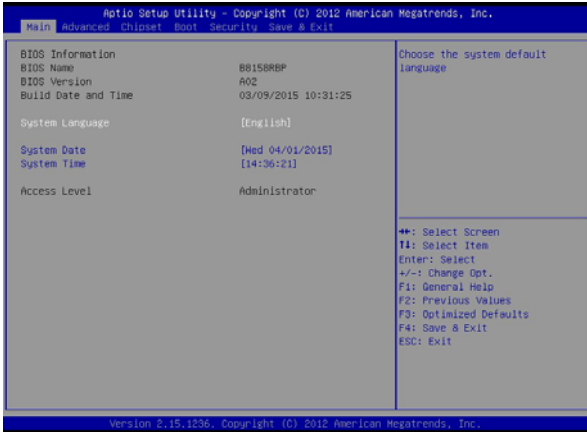 Aptio Setup Utility - Copyright (C) 2012 American Megatrends, Inc.
Main Advanced Chipset Boot Security Save & Exit
BIOS Information
BIOS Name B8158RBP
BIOS Version A02
Build Date and Time 03/09/2015 10:31:25
System Language [English]
System Date [Wed 04/01/2015]
System Time [14:36:21]
Access Level Administrator
Choose the system default
language
→←: Select Screen
↑↓: Select Item
Enter: Select
+/-: Change Opt.
F1: General Help
F2: Previous Values
F3: Optimized Defaults
F4: Save & Exit
ESC: Exit
Version 2.15.1236. Copyright (C) 2012 American Megatrends, Inc.